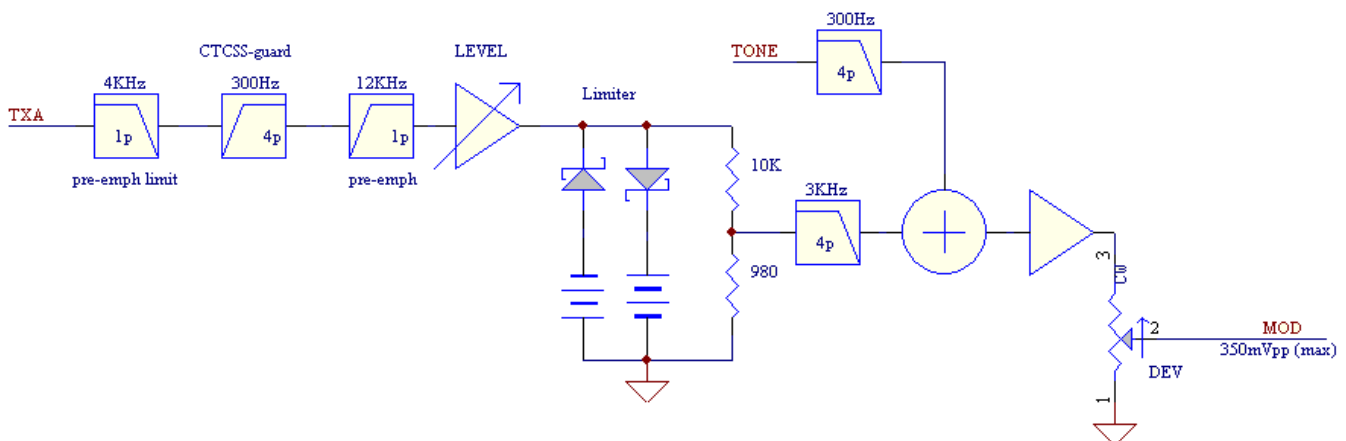 300Hz
CTCSS-guard
LEVEL
TONE
4KHz
300Hz
12KHz
Limiter
4p
TXA
1p
4p
1p
10K
pre-emph limit
pre-emph
3KHz
4p
980
3
CW
2
MOD
350mVpp (max)
DEV
1